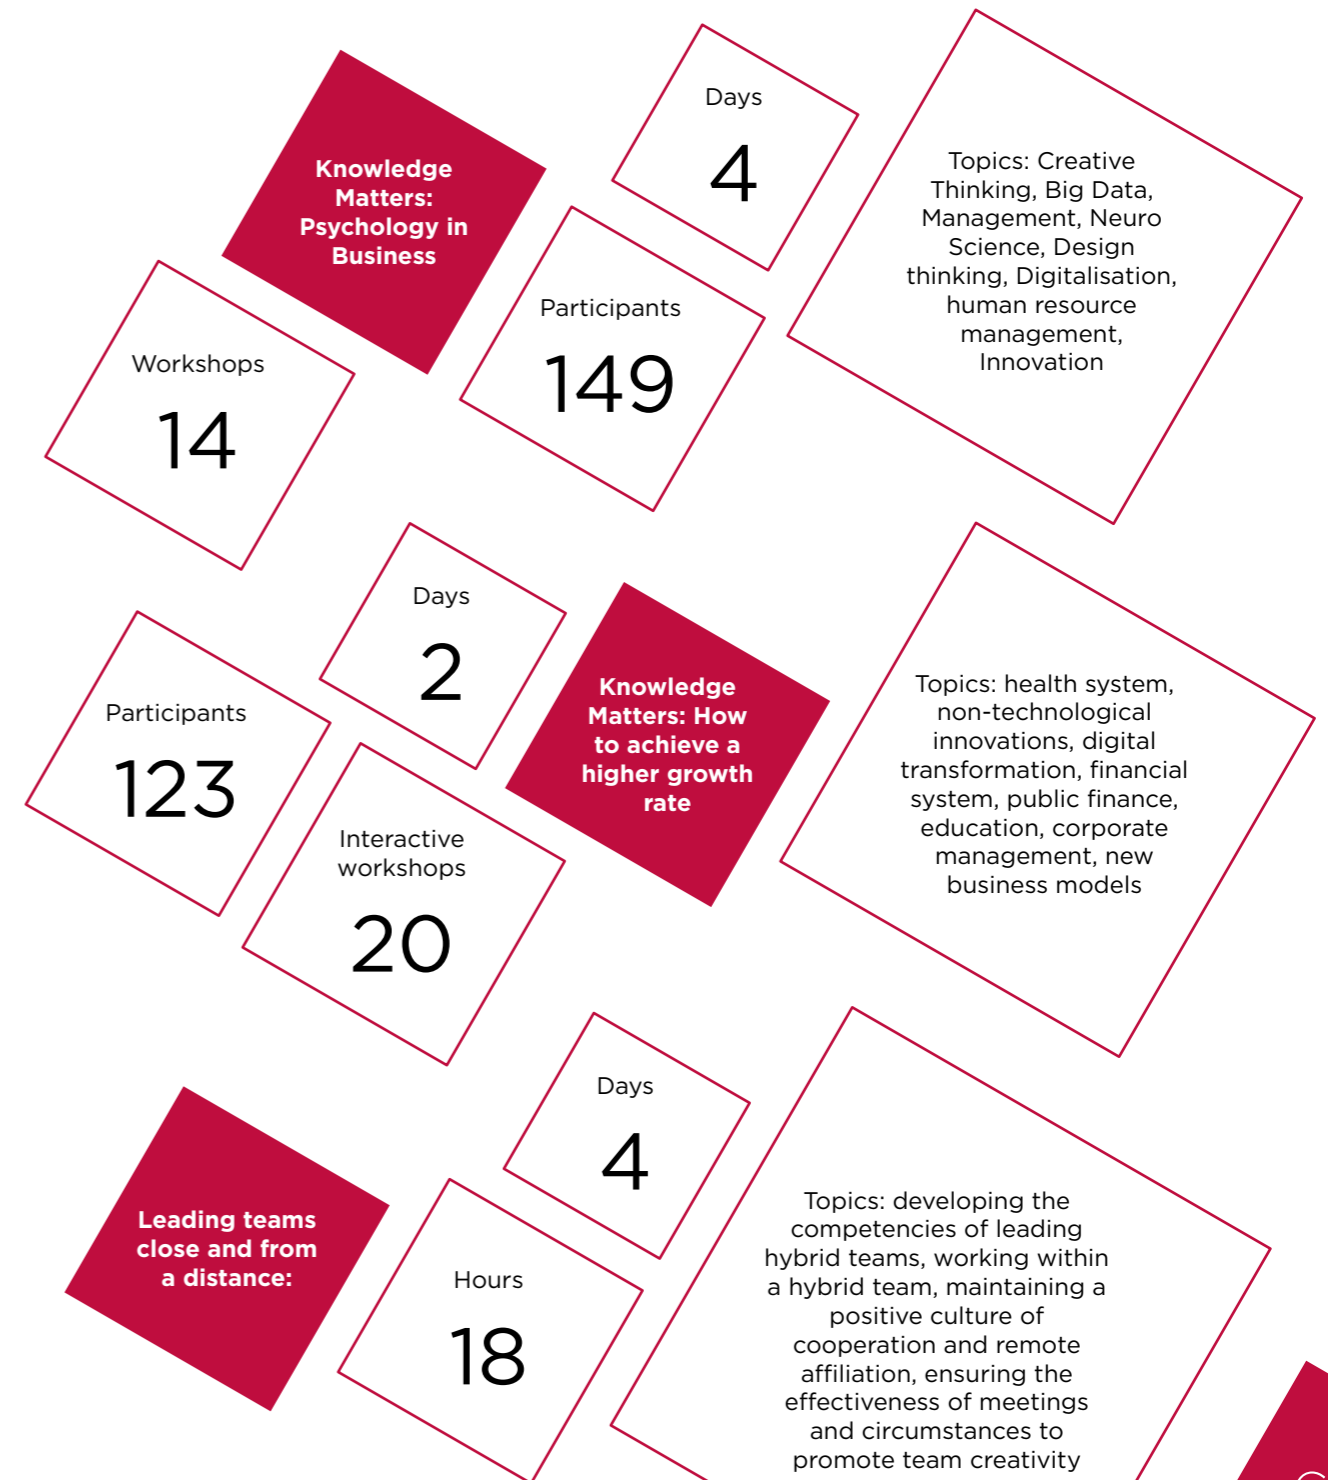 Knowledge
Matters:
Psychology in
Business
Days
4
Participants
149
Workshops
14
Topics: Creative
Thinking, Big Data,
Management, Neuro
Science, Design
thinking, Digitalisation,
human resource
management,
Innovation
Knowledge
Matters: How
to achieve a
higher growth
rate
Days
2
Participants
123
Interactive
workshops
20
Topics: health system,
non-technological
innovations, digital
transformation, financial
system, public finance,
education, corporate
management, new
business models
Leading teams
close and from
a distance:
Days
4
Hours
18
Topics: developing the
competencies of leading
hybrid teams, working within
a hybrid team, maintaining a
positive culture of
cooperation and remote
affiliation, ensuring the
effectiveness of meetings
and circumstances to
promote team creativity